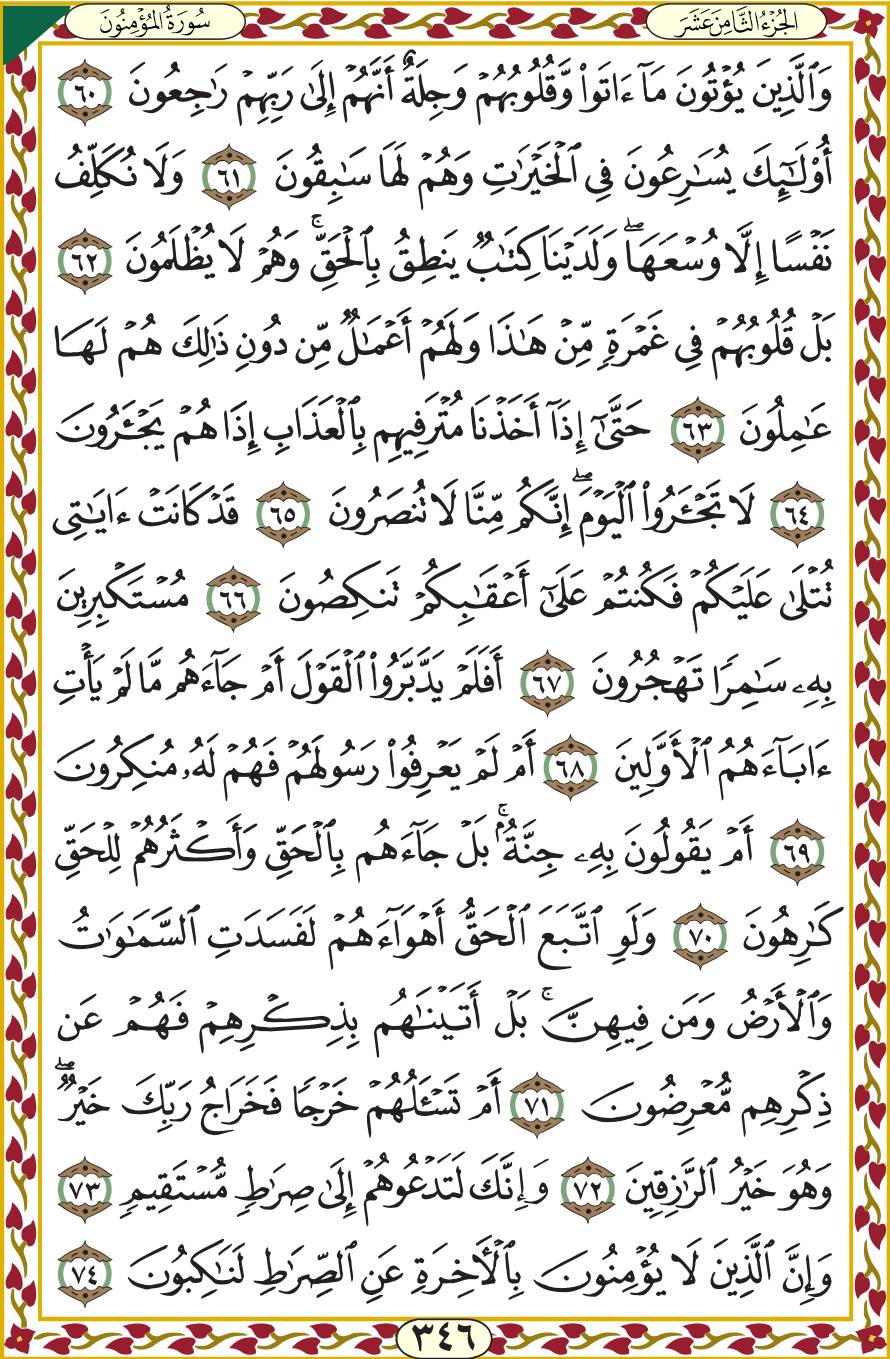 الجُزْءُ الثَّامِنَ عَشَرَ
سُورَةُ المُؤْمِنُونَ
وَٱلَّذِينَ يُؤۡتُونَ مَآ ءَاتَواْ وَّقُلُوبُهُمۡ وَجِلَةٌ أَنَّهُمۡ إِلَىٰ رَبِّهِمۡ رَٰجِعُونَ ٦٠
أُوْلَٰٓئِكَ يُسَٰرِعُونَ فِي ٱلۡخَيۡرَٰتِ وَهُمۡ لَهَا سَٰبِقُونَ ٦١ وَلَا نُكَلِّفُ
نَفۡسًا إِلَّا وُسۡعَهَاۖ وَلَدَيۡنَا كِتَٰبٞ يَنطِقُ بِٱلۡحَقِّۚ وَهُمۡ لَا يُظۡلَمُونَ ٦٢
بَلۡ قُلُوبُهُمۡ فِي غَمۡرَةٖ مِّنۡ هَٰذَا وَلَهُمۡ أَعۡمَٰلٞ مِّن دُونِ ذَٰلِكَ هُمۡ لَهَا
عَٰمِلُونَ ٦٣ حَتَّىٰٓ إِذَآ أَخَذۡنَا مُتۡرَفِيهِم بِٱلۡعَذَابِ إِذَا هُمۡ يَجۡـَٔرُونَ
٦٤ لَا تَجۡـَٔرُواْ ٱلۡيَوۡمَۖ إِنَّكُم مِّنَّا لَا تُنصَرُونَ ٦٥ قَدۡ كَانَتۡ ءَايَٰتِي
تُتۡلَىٰ عَلَيۡكُمۡ فَكُنتُمۡ عَلَىٰٓ أَعۡقَٰبِكُمۡ تَنكِصُونَ ٦٦ مُسۡتَكۡبِرِينَ
بِهِۦ سَٰمِرٗا تَهۡجُرُونَ ٦٧ أَفَلَمۡ يَدَّبَّرُواْ ٱلۡقَوۡلَ أَمۡ جَآءَهُم مَّا لَمۡ يَأۡتِ
ءَابَآءَهُمُ ٱلۡأَوَّلِينَ ٦٨ أَمۡ لَمۡ يَعۡرِفُواْ رَسُولَهُمۡ فَهُمۡ لَهُۥ مُنكِرُونَ
٦٩ أَمۡ يَقُولُونَ بِهِۦ جِنَّةُۢۚ بَلۡ جَآءَهُم بِٱلۡحَقِّ وَأَكۡثَرُهُمۡ لِلۡحَقِّ
كَٰرِهُونَ ٧٠ وَلَوِ ٱتَّبَعَ ٱلۡحَقُّ أَهۡوَآءَهُمۡ لَفَسَدَتِ ٱلسَّمَٰوَٰتُ
وَٱلۡأَرۡضُ وَمَن فِيهِنَّۚ بَلۡ أَتَيۡنَٰهُم بِذِكۡرِهِمۡ فَهُمۡ عَن
ذِكۡرِهِم مُّعۡرِضُونَ ٧١ أَمۡ تَسۡـَٔلُهُمۡ خَرۡجٗا فَخَرَاجُ رَبِّكَ خَيۡرٞۖ
وَهُوَ خَيۡرُ ٱلرَّٰزِقِينَ ٧٢ وَإِنَّكَ لَتَدۡعُوهُمۡ إِلَىٰ صِرَٰطٖ مُّسۡتَقِيمٖ ٧٣
وَإِنَّ ٱلَّذِينَ لَا يُؤۡمِنُونَ بِٱلۡأٓخِرَةِ عَنِ ٱلصِّرَٰطِ لَنَٰكِبُونَ ٧٤
٣٤٦